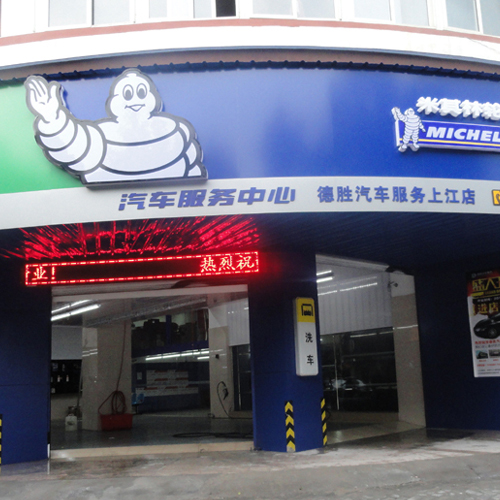 米其林轮
MICHEL
汽车服务中心
德胜汽车服务上江店
业！ 热烈祝
洗车